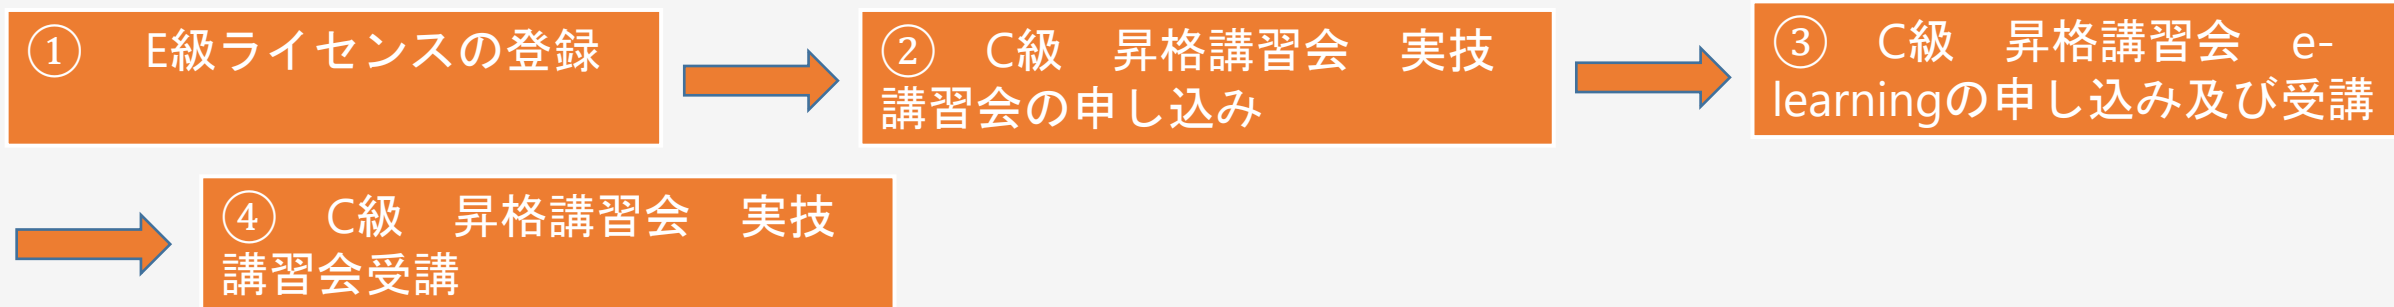 ①　E級ライセンスの登録
②　C級　昇格講習会　実技
講習会の申し込み
③　C級　昇格講習会　e-
learningの申し込み及び受講
④　C級　昇格講習会　実技
講習会受講